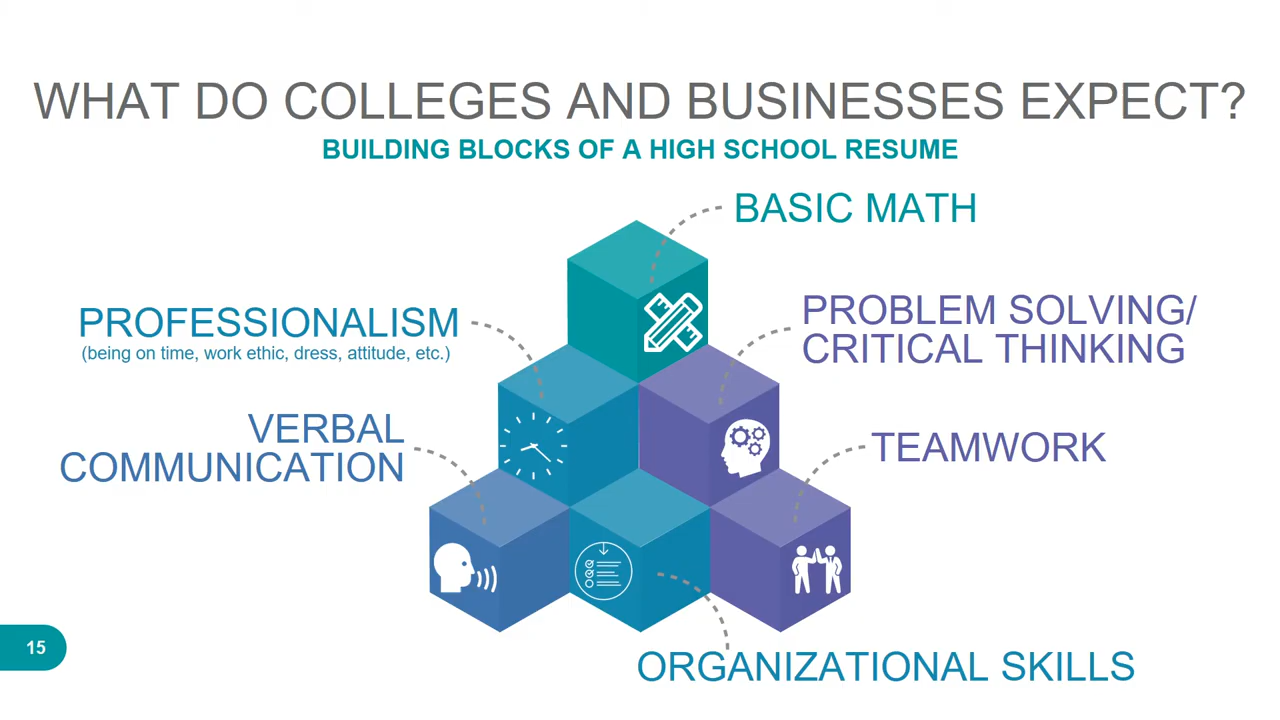 WHAT DO COLLEGES AND BUSINESSES EXPECT?
BUILDING BLOCKS OF A HIGH SCHOOL RESUME
BASIC MATH
PROFESSIONALISM
(being on time, work ethic, dress, attitude, etc.)
PROBLEM SOLVING/
CRITICAL THINKING
VERBAL
COMMUNICATION
TEAMWORK
ORGANIZATIONAL SKILLS
15